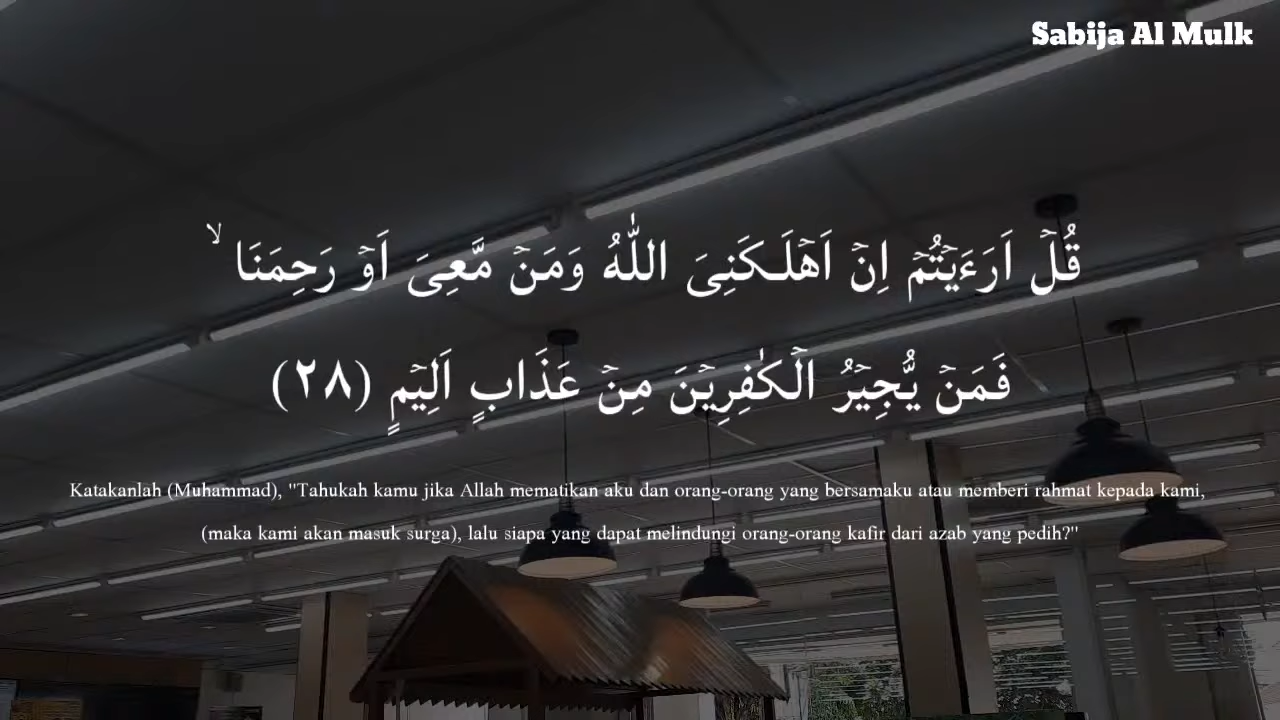 Sabija Al Mulk
قُلۡ اَرَءَيۡتُمۡ اِنۡ اَهۡلَـكَنِىَ اللّٰهُ وَمَنۡ مَّعِىَ اَوۡ رَحِمَنَا ۙ
فَمَنۡ يُّجِيۡرُ الۡكٰفِرِيۡنَ مِنۡ عَذَابٍ اَلِيۡمٍ (٢٨)
Katakanlah (Muhammad), "Tahukah kamu jika Allah mematikan aku dan orang-orang yang bersamaku atau memberi rahmat kepada kami,
(maka kami akan masuk surga), lalu siapa yang dapat melindungi orang-orang kafir dari azab yang pedih?"